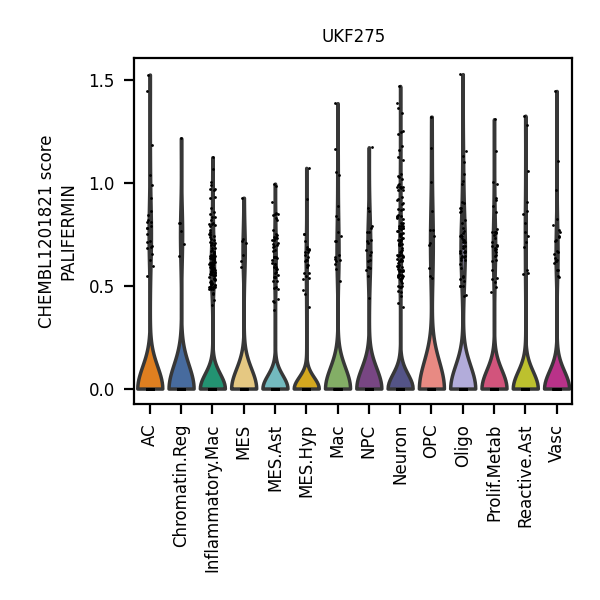 UKF275
CHEMBL1201821 score
PALIFERMIN
1.5
1.0
0.5
0.0
AC
Chromatin.Reg
Inflammatory.Mac
MES
MES.Ast
MES.Hyp
Mac
NPC
Neuron
OPC
Oligo
Prolif.Metab
Reactive.Ast
Vasc